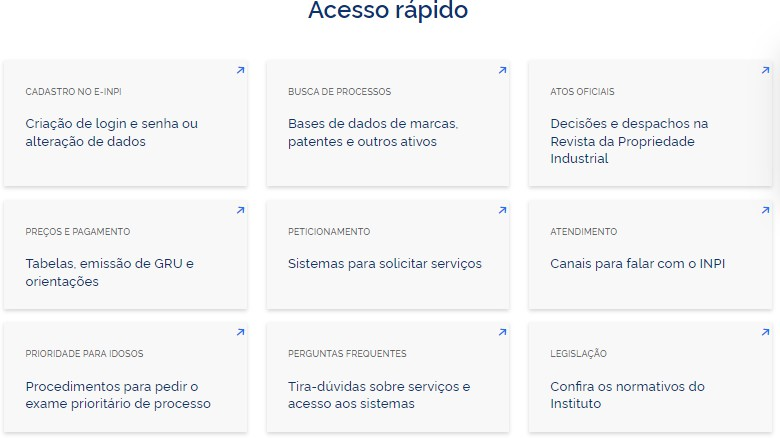 Acesso rápido
CADASTRO NO E-INPI
Criação de login e senha ou
alteração de dados
BUSCA DE PROCESSOS
Bases de dados de marcas,
patentes e outros ativos
ATOS OFICIAIS
Decisões e despachos na
Revista da Propriedade
Industrial
PREÇOS E PAGAMENTO
Tabelas, emissão de GRU e
orientações
PETICIONAMENTO
Sistemas para solicitar serviços
ATENDIMENTO
Canais para falar com o INPI
PRIORIDADE PARA IDOSOS
Procedimentos para pedir o
exame prioritário de processo
PERGUNTAS FREQUENTES
Tira-dúvidas sobre serviços e
acesso aos sistemas
LEGISLAÇÃO
Confira os normativos do
Instituto